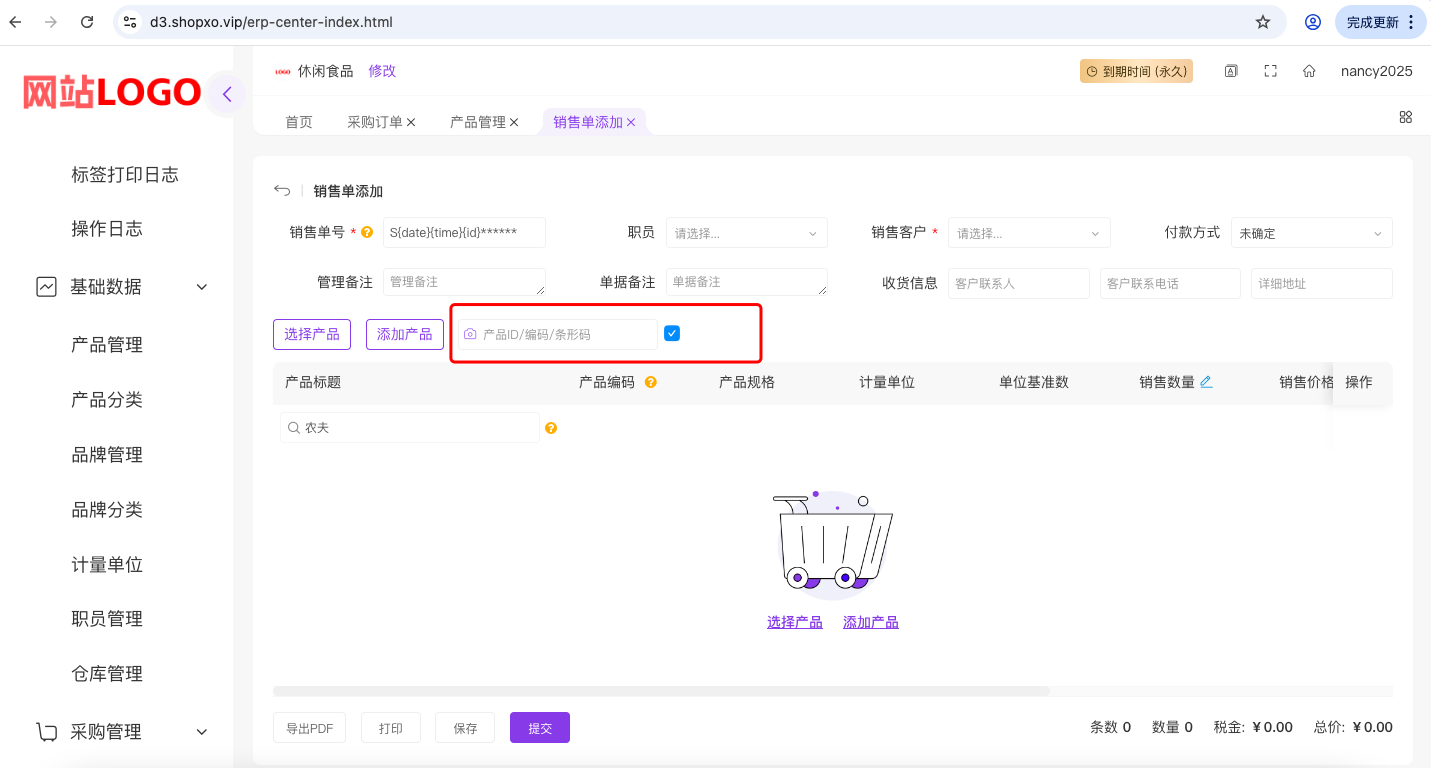 d3.shopxo.vip/erp-center-index.html
完成更新
网站LOGO
LOGO 休闲食品 修改
到期时间 (永久)
nancy2025
首页 采购订单 产品管理 销售单添加
标签打印日志
操作日志
基础数据
产品管理
产品分类
品牌管理
品牌分类
计量单位
职员管理
仓库管理
采购管理
销售单添加
销售单号 * S{date}{time}{id}****** 职员 请选择... 销售客户 * 请选择... 付款方式 未确定
管理备注 管理备注 单据备注 单据备注 收货信息 客户联系人 客户联系电话 详细地址
选择产品 添加产品 产品ID/编码/条形码
产品标题 产品编码 产品规格 计量单位 单位基准数 销售数量 销售价格 操作
农夫
选择产品 添加产品
导出PDF 打印 保存 提交 条数 0 数量 0 税金: ¥0.00 总价: ¥0.00